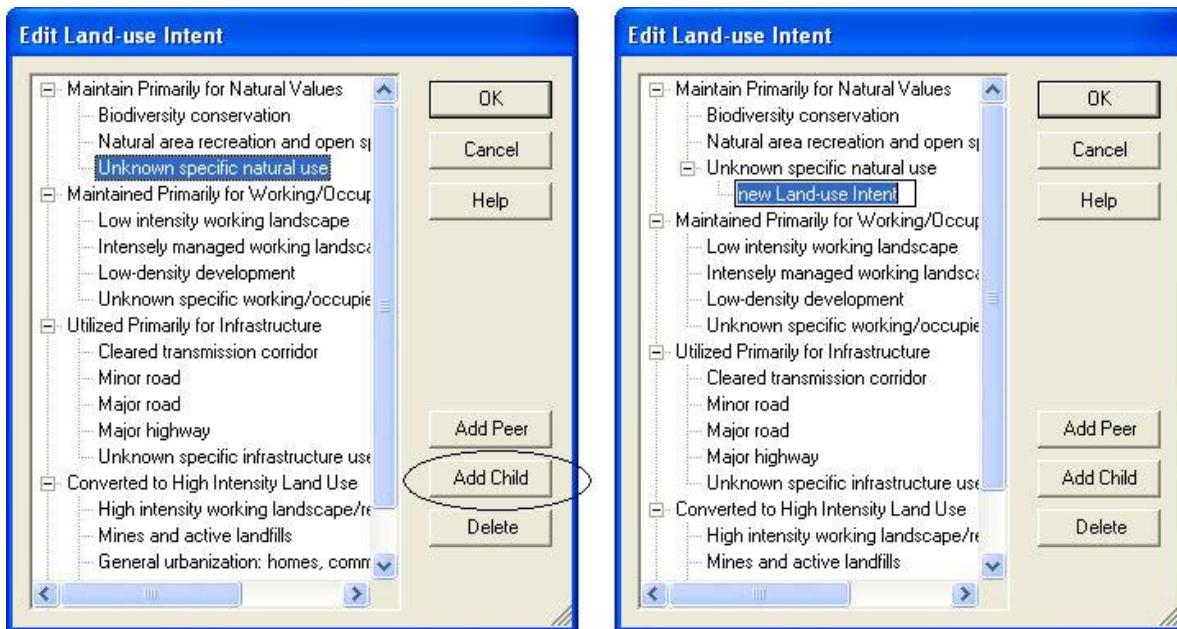 Edit Land-use Intent
Maintain Primarily for Natural Values
Biodiversity conservation
Natural area recreation and open sp
Unknown specific natural use
Maintained Primarily for Working/Occup
Low intensity working landscape
Intensely managed working landsca
Low-density development
Unknown specific working/occupie
Utilized Primarily for Infrastructure
Cleared transmission corridor
Minor road
Major road
Major highway
Unknown specific infrastructure use
Converted to High Intensity Land Use
High intensity working landscape/re
Mines and active landfills
General urbanization: homes, comm
OK
Cancel
Help
Add Peer
Add Child
Delete
Edit Land-use Intent
Maintain Primarily for Natural Values
Biodiversity conservation
Natural area recreation and open sp
Unknown specific natural use
new Land-use Intent
Maintained Primarily for Working/Occup
Low intensity working landscape
Intensely managed working landsca
Low-density development
Unknown specific working/occupie
Utilized Primarily for Infrastructure
Cleared transmission corridor
Minor road
Major road
Major highway
Unknown specific infrastructure use
Converted to High Intensity Land Use
High intensity working landscape/re
Mines and active landfills
OK
Cancel
Help
Add Peer
Add Child
Delete